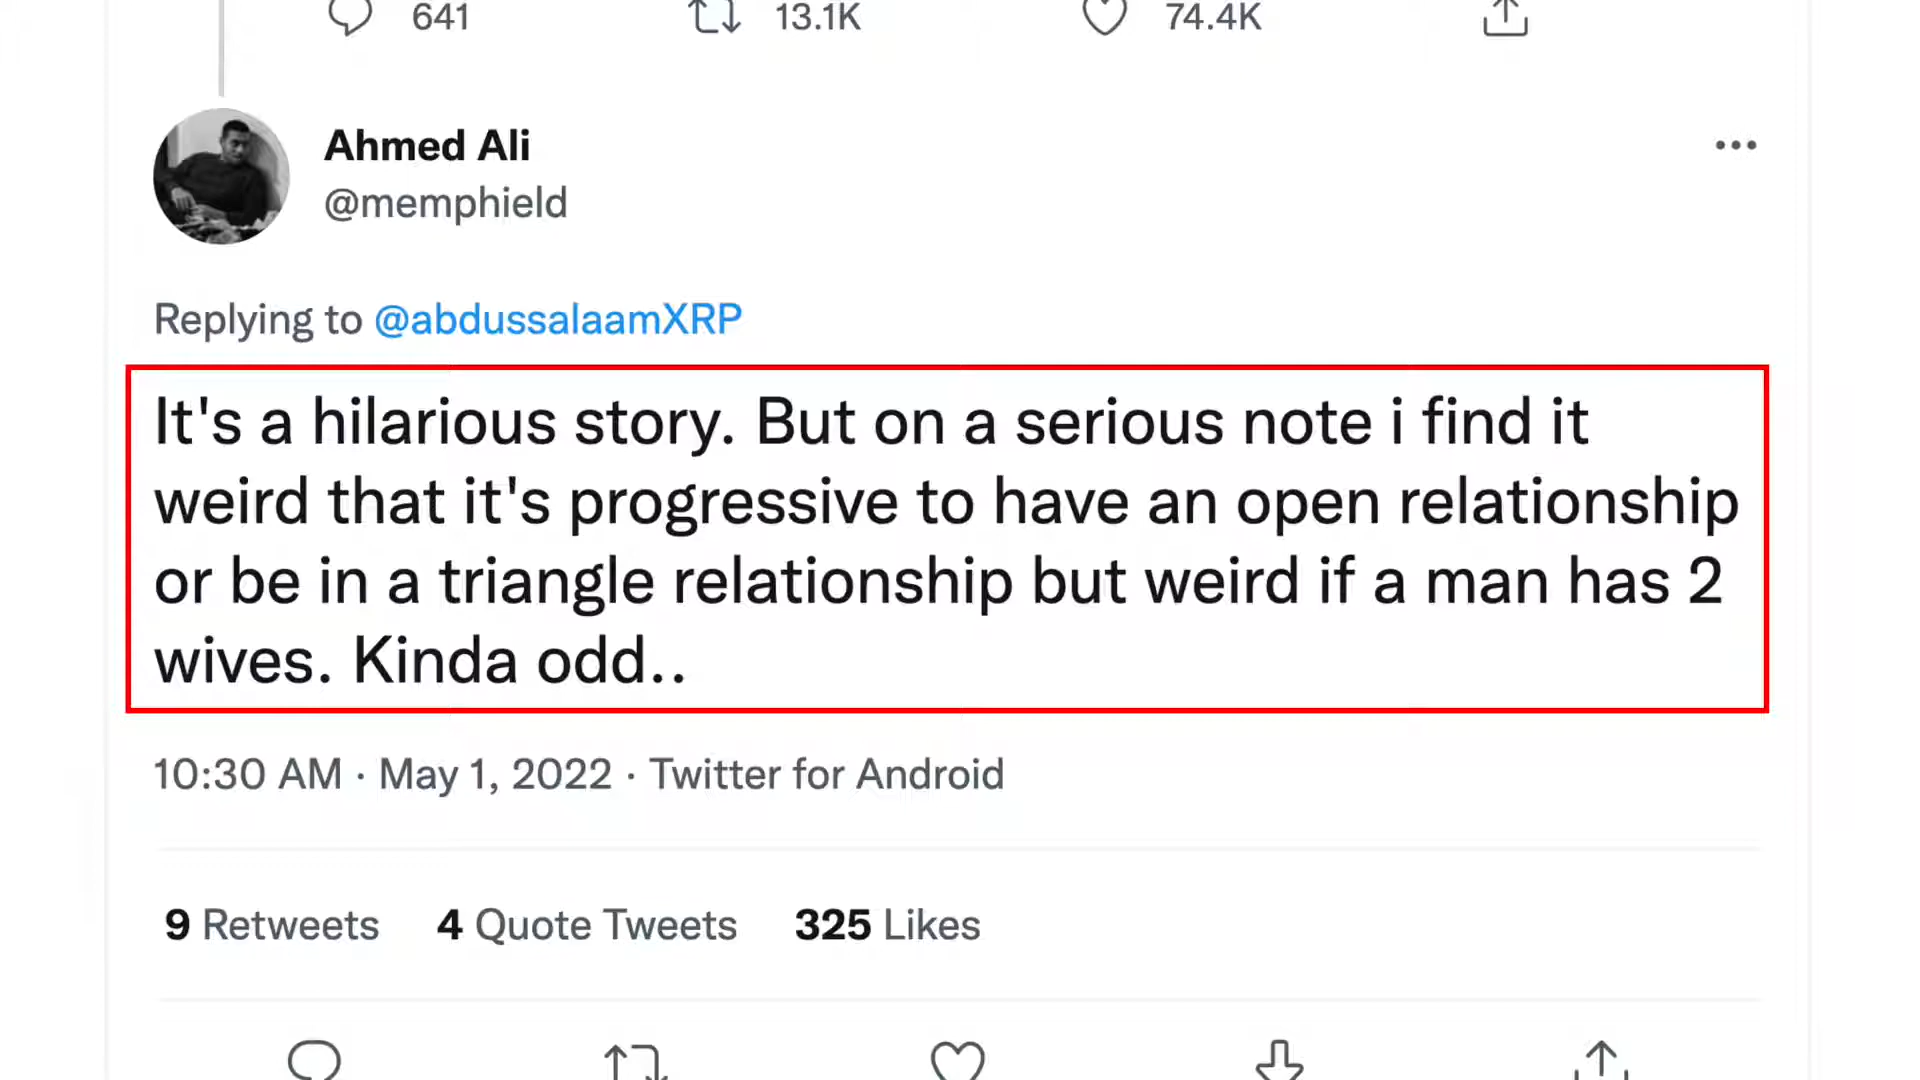 641 13.1K 74.4K
Ahmed Ali
@memphield
Replying to @abdussalaamXRP
It's a hilarious story. But on a serious note i find it
weird that it's progressive to have an open relationship
or be in a triangle relationship but weird if a man has 2
wives. Kinda odd..
10:30 AM · May 1, 2022 · Twitter for Android
9 Retweets 4 Quote Tweets 325 Likes